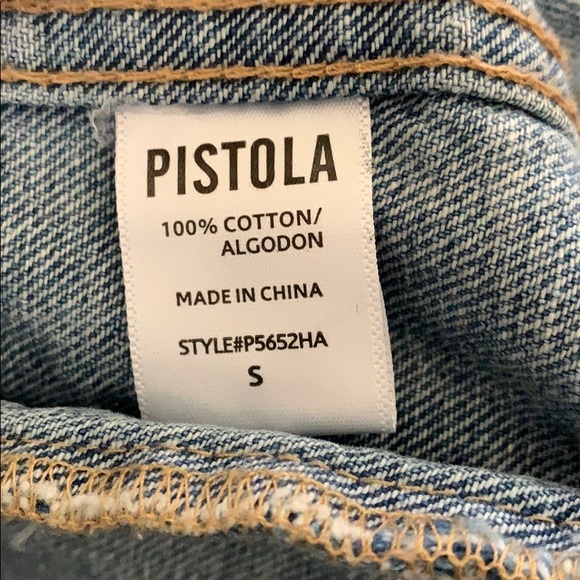 PISTOLA
100% COTTON/
ALGODON
MADE IN CHINA
STYLE#P5652HA
S